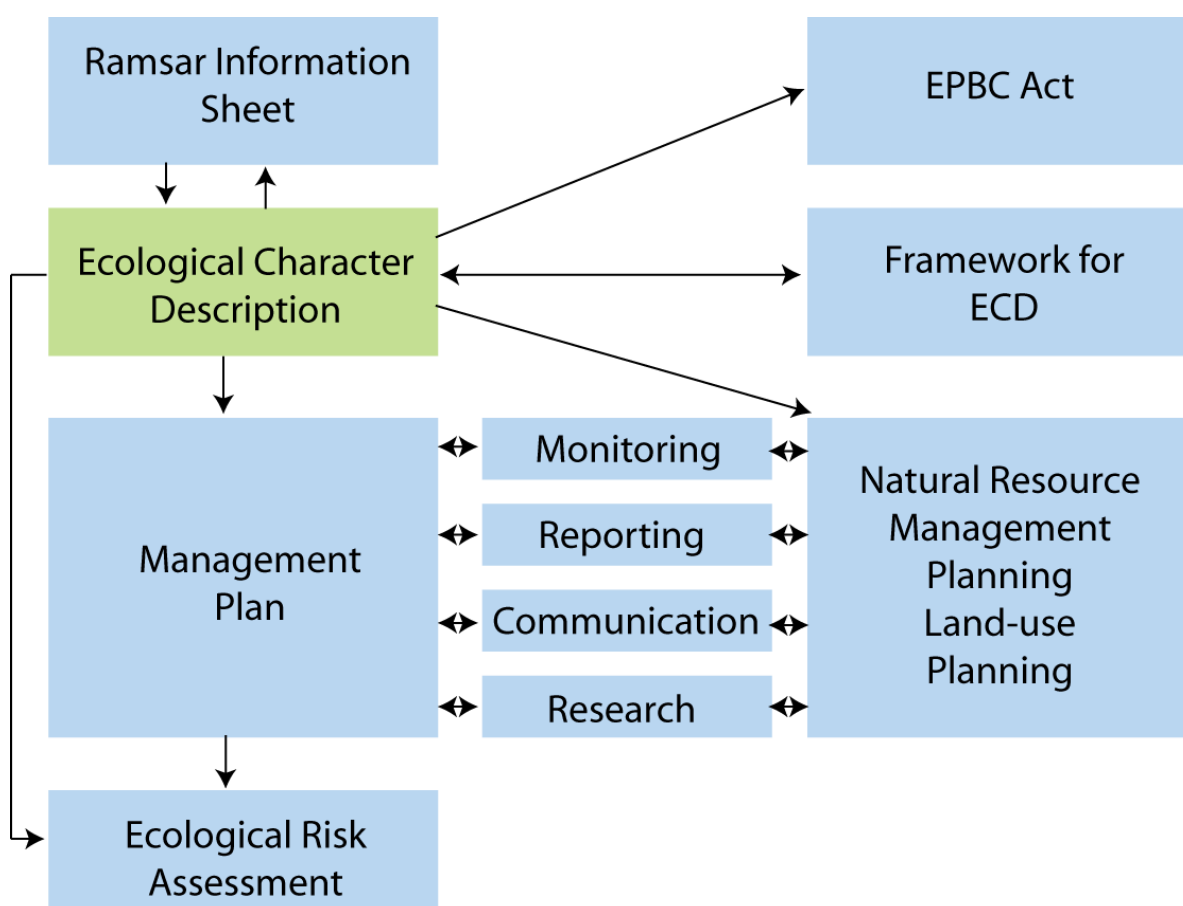 Ramsar Information
Sheet
EPBC Act
Ecological Character
Description
Framework for
ECD
Management
Plan
Monitoring
Reporting
Communication
Research
Natural Resource
Management
Planning
Land-use
Planning
Ecological Risk
Assessment